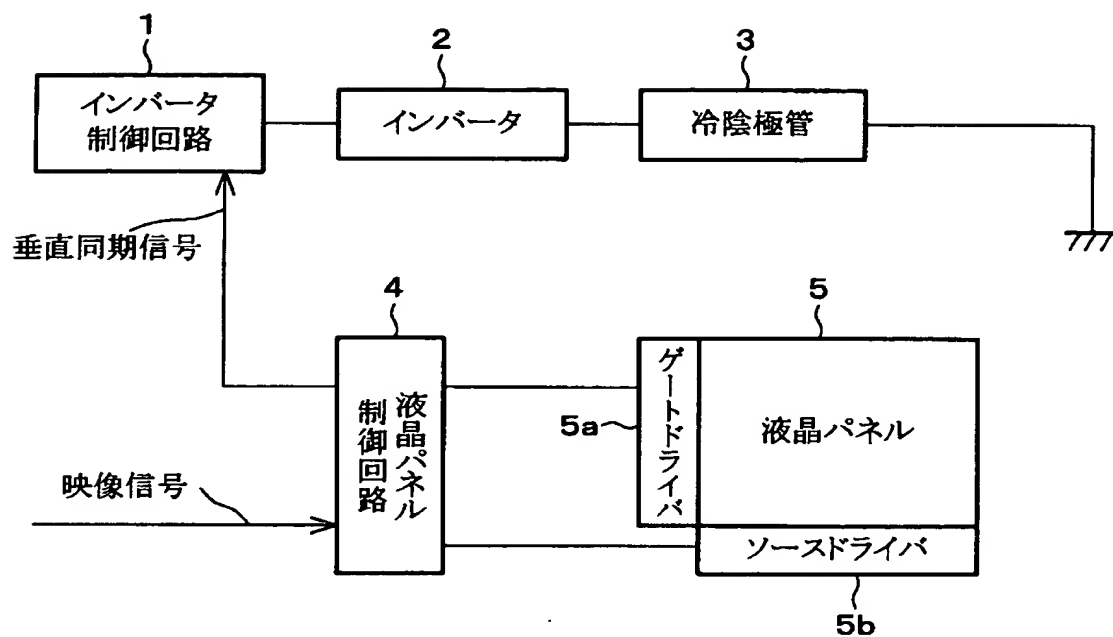 1
インバータ
制御回路
2
インバータ
3
冷陰極管
垂直同期信号
4
液晶パネル
制御回路
映像信号
5
ゲートドライバ
5a
液晶パネル
ソースドライバ
5b